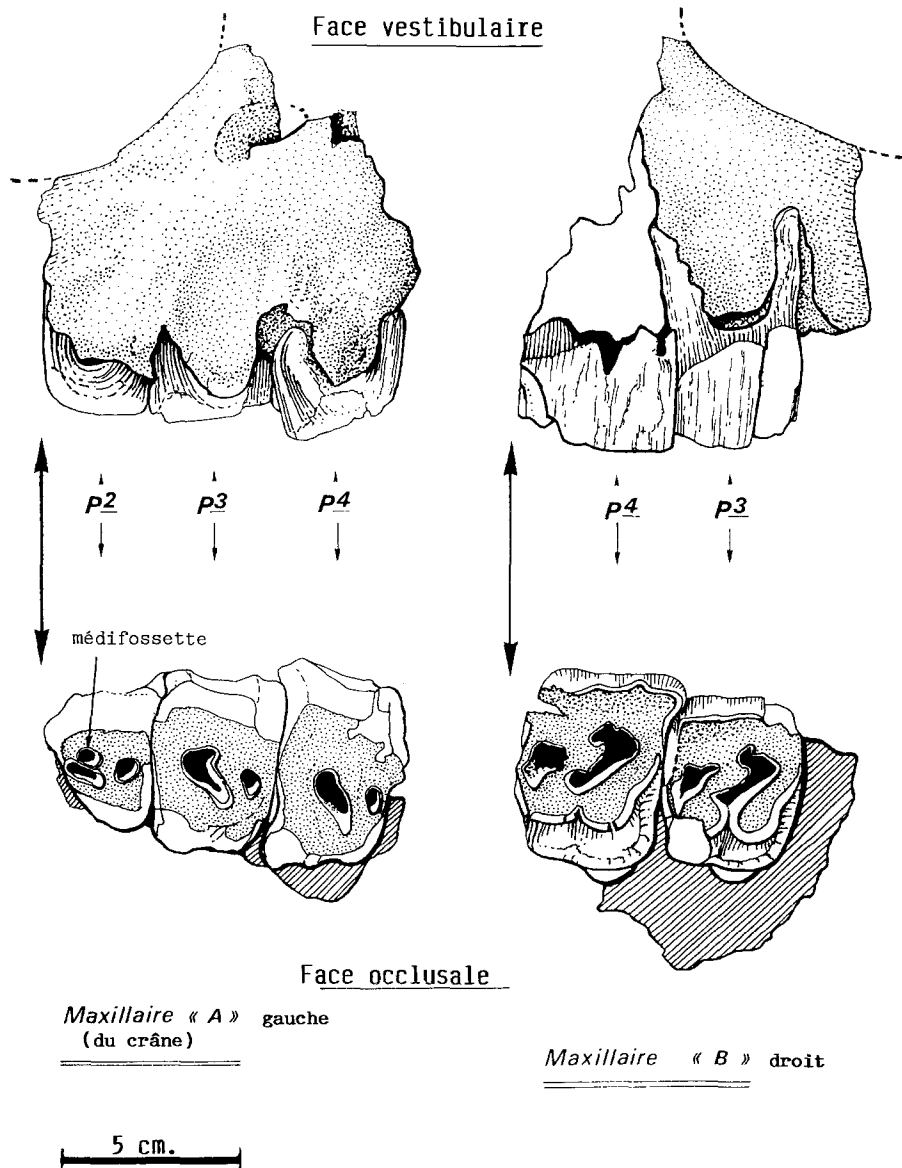 Face vestibulaire
P2 P3 P4 P4 P3
médifossette
Face occlusale
Maxillaire « A » gauche
(du crâne)
Maxillaire « B » droit
5 cm.